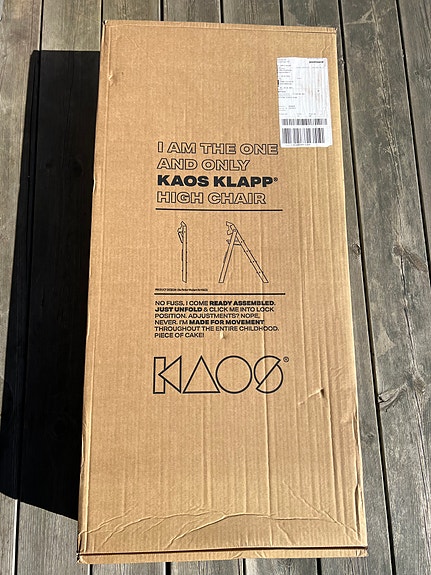 I AM THE ONE
AND ONLY
KAOS KLAPP®
HIGH CHAIR
NO FUSS, I COME READY ASSEMBLED.
JUST UNFOLD & CLICK ME INTO LOCK
POSITION. ADJUSTMENTS? NOPE,
NEVER. I'M MADE FOR MOVEMENT
THROUGHOUT THE ENTIRE CHILDHOOD.
PIECE OF CAKE!
KAOS®